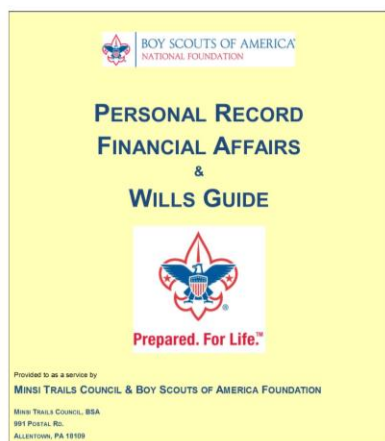 BOY SCOUTS OF AMERICA®
NATIONAL FOUNDATION
PERSONAL RECORD
FINANCIAL AFFAIRS
&
WILLS GUIDE
®
Prepared. For Life.™
Provided to as a service by
MINSI TRAILS COUNCIL & BOY SCOUTS OF AMERICA FOUNDATION
MINSI TRAILS COUNCIL, BSA
991 POSTAL RD.
ALLENTOWN, PA 18109